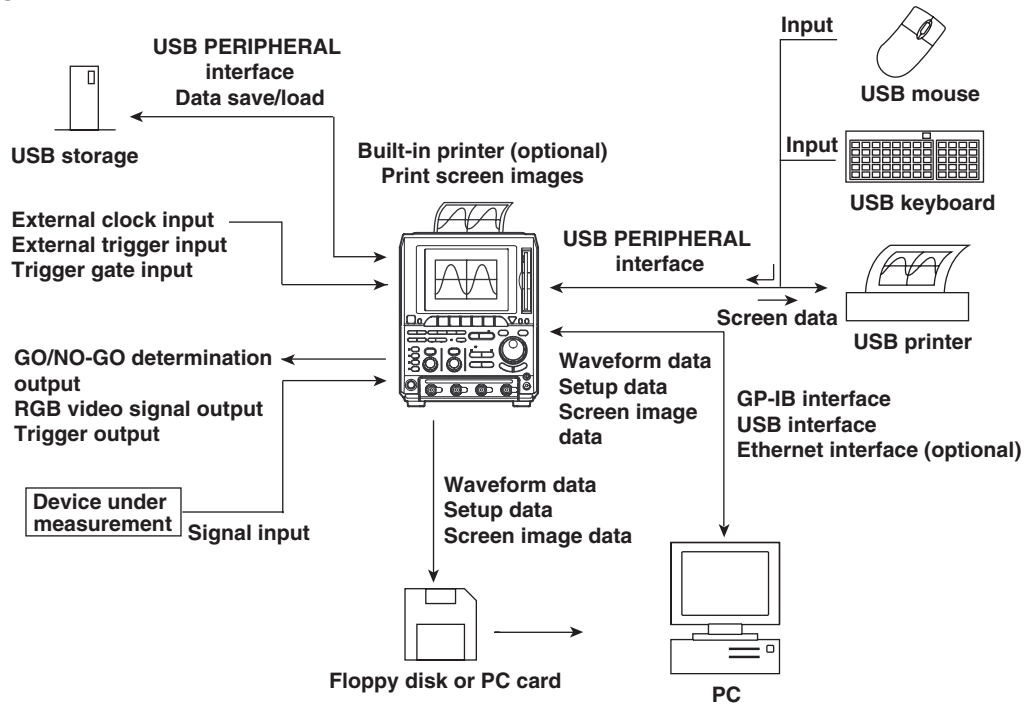 USB PERIPHERAL
interface
Data save/load
USB storage
Input
USB mouse
Input
USB keyboard
Built-in printer (optional)
Print screen images
External clock input
External trigger input
Trigger gate input
USB PERIPHERAL
interface
Screen data
USB printer
GO/NO-GO determination
output
RGB video signal output
Trigger output
Waveform data
Setup data
Screen image
data
GP-IB interface
USB interface
Ethernet interface (optional)
Device under
measurement
Signal input
Waveform data
Setup data
Screen image data
Floppy disk or PC card
PC